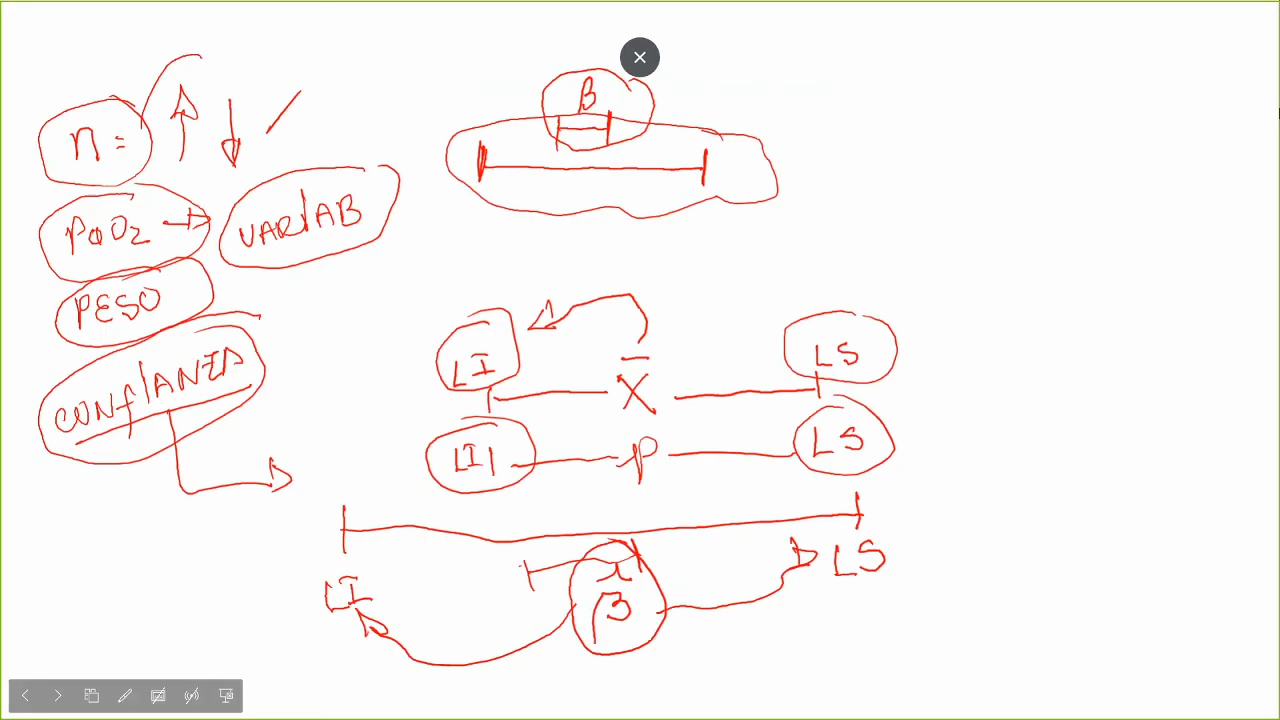 n =
PaO2 → VARIAB
PESO
CONfIANZA
β
LI X̄ LS
LI P LS
LI β LS